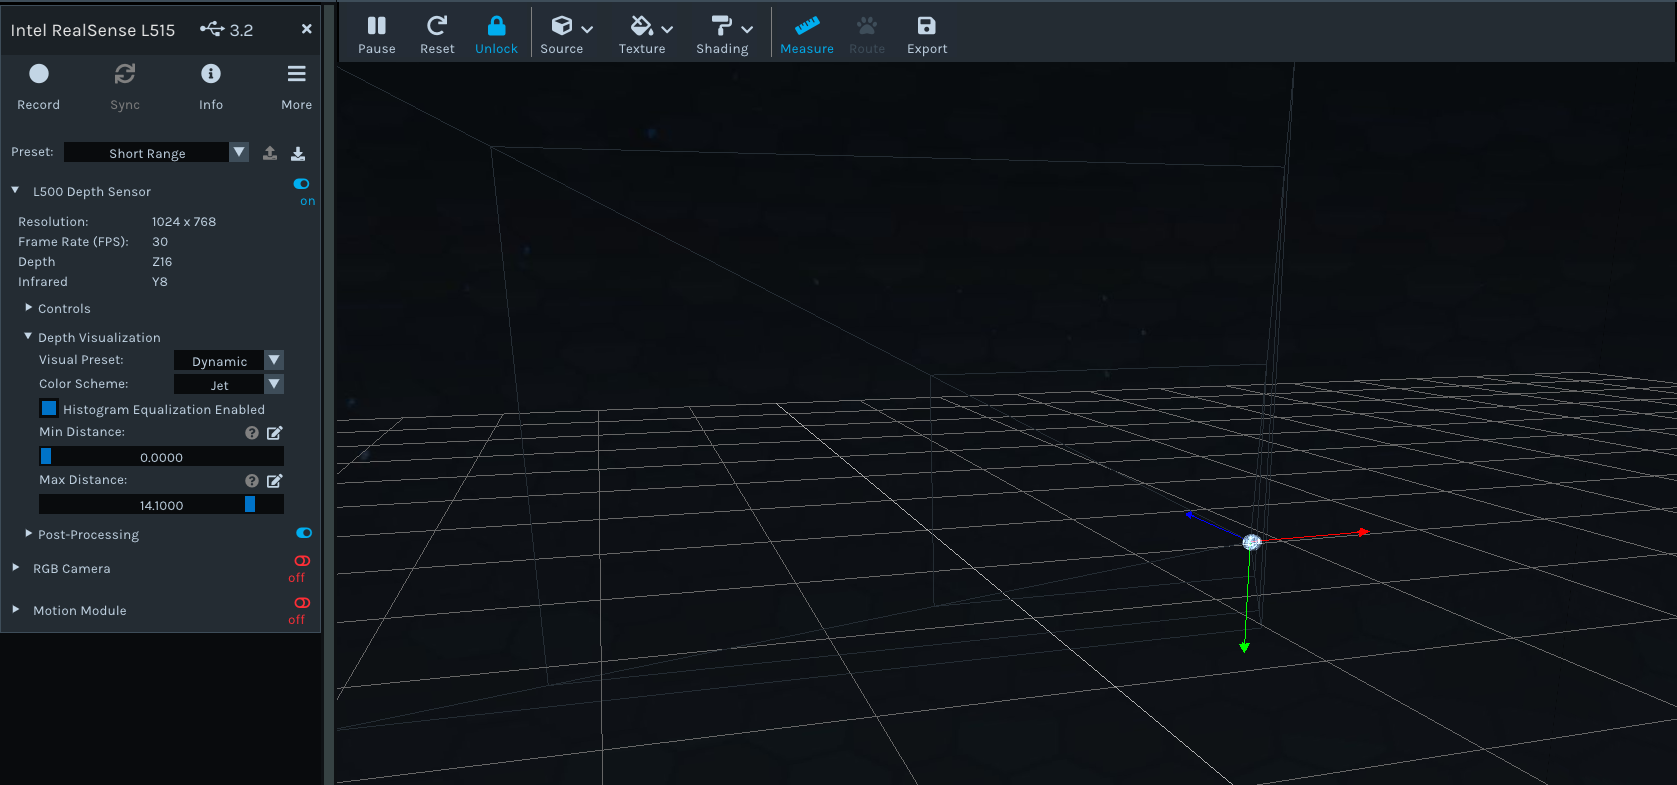 Intel RealSense L515 3.2
Record Sync Info More
Preset: Short Range
L500 Depth Sensor
on
Resolution: 1024 x 768
Frame Rate (FPS): 30
Depth Z16
Infrared Y8
Controls
Depth Visualization
Visual Preset: Dynamic
Color Scheme: Jet
Histogram Equalization Enabled
Min Distance:
0.0000
Max Distance:
14.1000
Post-Processing
RGB Camera
off
Motion Module
off
Pause Reset Unlock Source Texture Shading Measure Route Export